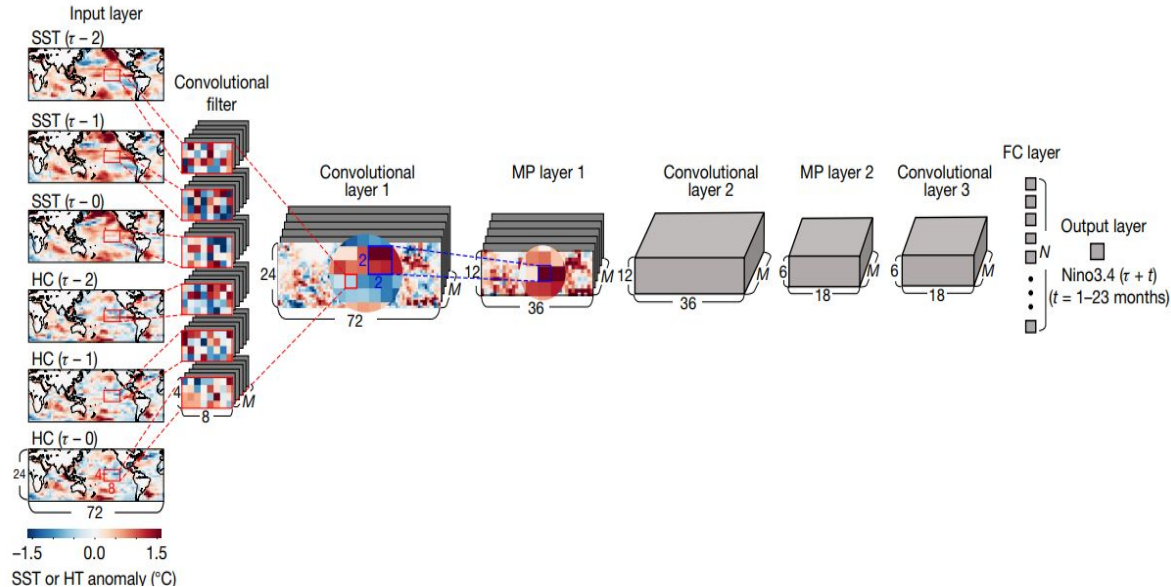 Input layer
SST (τ − 2)
SST (τ − 1)
SST (τ − 0)
HC (τ − 2)
HC (τ − 1)
HC (τ − 0)
24
4
8
72
−1.5 0.0 1.5
SST or HT anomaly (°C)
Convolutional
filter
4
8
M
Convolutional
layer 1
24
2
2
72
M
MP layer 1
12
36
M
Convolutional
layer 2
12
36
M
MP layer 2
6
18
M
Convolutional
layer 3
6
18
M
FC layer
N
Output layer
Nino3.4 (τ + t)
(t = 1–23 months)